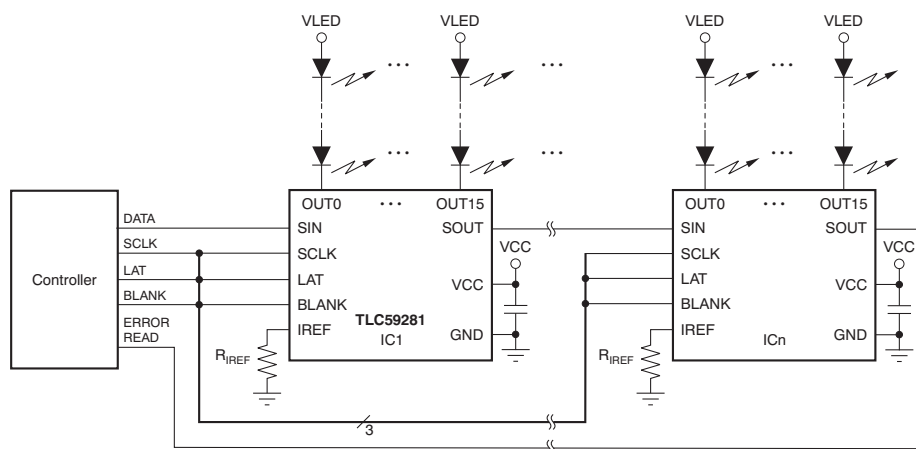 VLED VLED VLED VLED
... ... ... ...
... ... ... ...
OUT0 ... OUT15 OUT0 ... OUT15
Controller
DATA
SCLK
LAT
BLANK
ERROR
READ
SIN
SCLK
LAT
BLANK
IREF
SOUT
VCC
GND
TLC59281
IC1
VCC
RIREF
3
SIN
SCLK
LAT
BLANK
IREF
SOUT
VCC
GND
ICn
VCC
RIREF